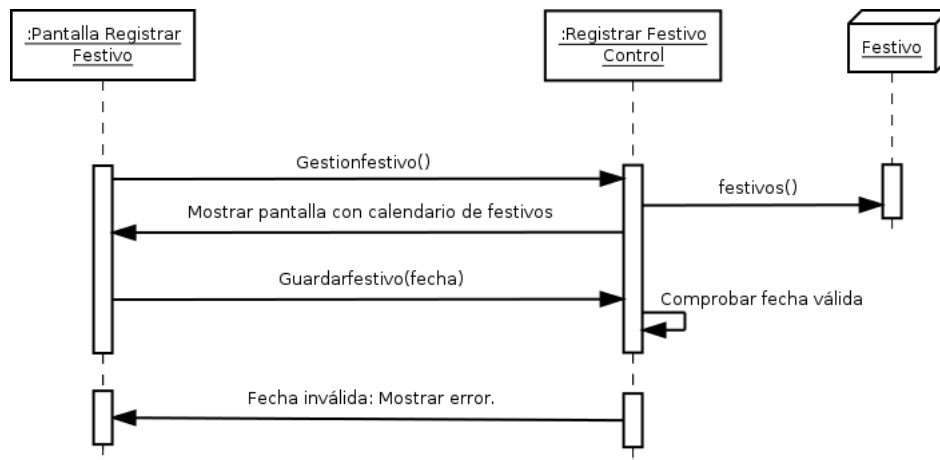 :Pantalla Registrar
Festivo
:Registrar Festivo
Control
Festivo
Gestionfestivo()
festivos()
Mostrar pantalla con calendario de festivos
Guardarfestivo(fecha)
Comprobar fecha válida
Fecha inválida: Mostrar error.